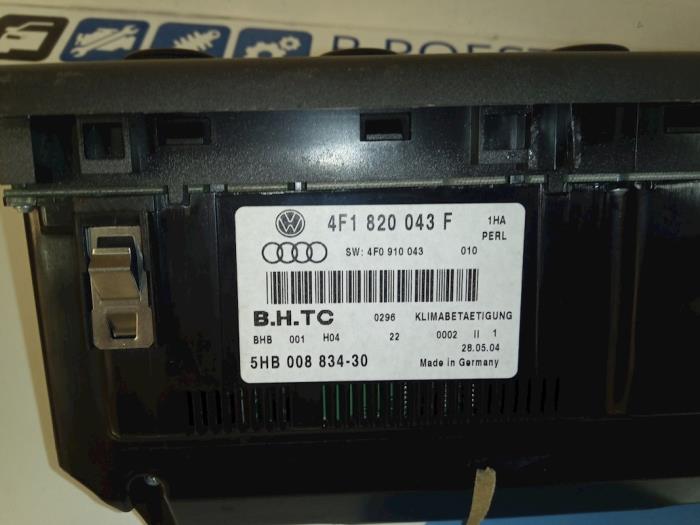 4F1 820 043 F 1HA
PERL
SW: 4F0 910 043 010
B.H.TC 0296 KLIMABETAETIGUNG
BHB 001 H04 22 0002 II 1
28.05.04
5HB 008 834-30 Made in Germany